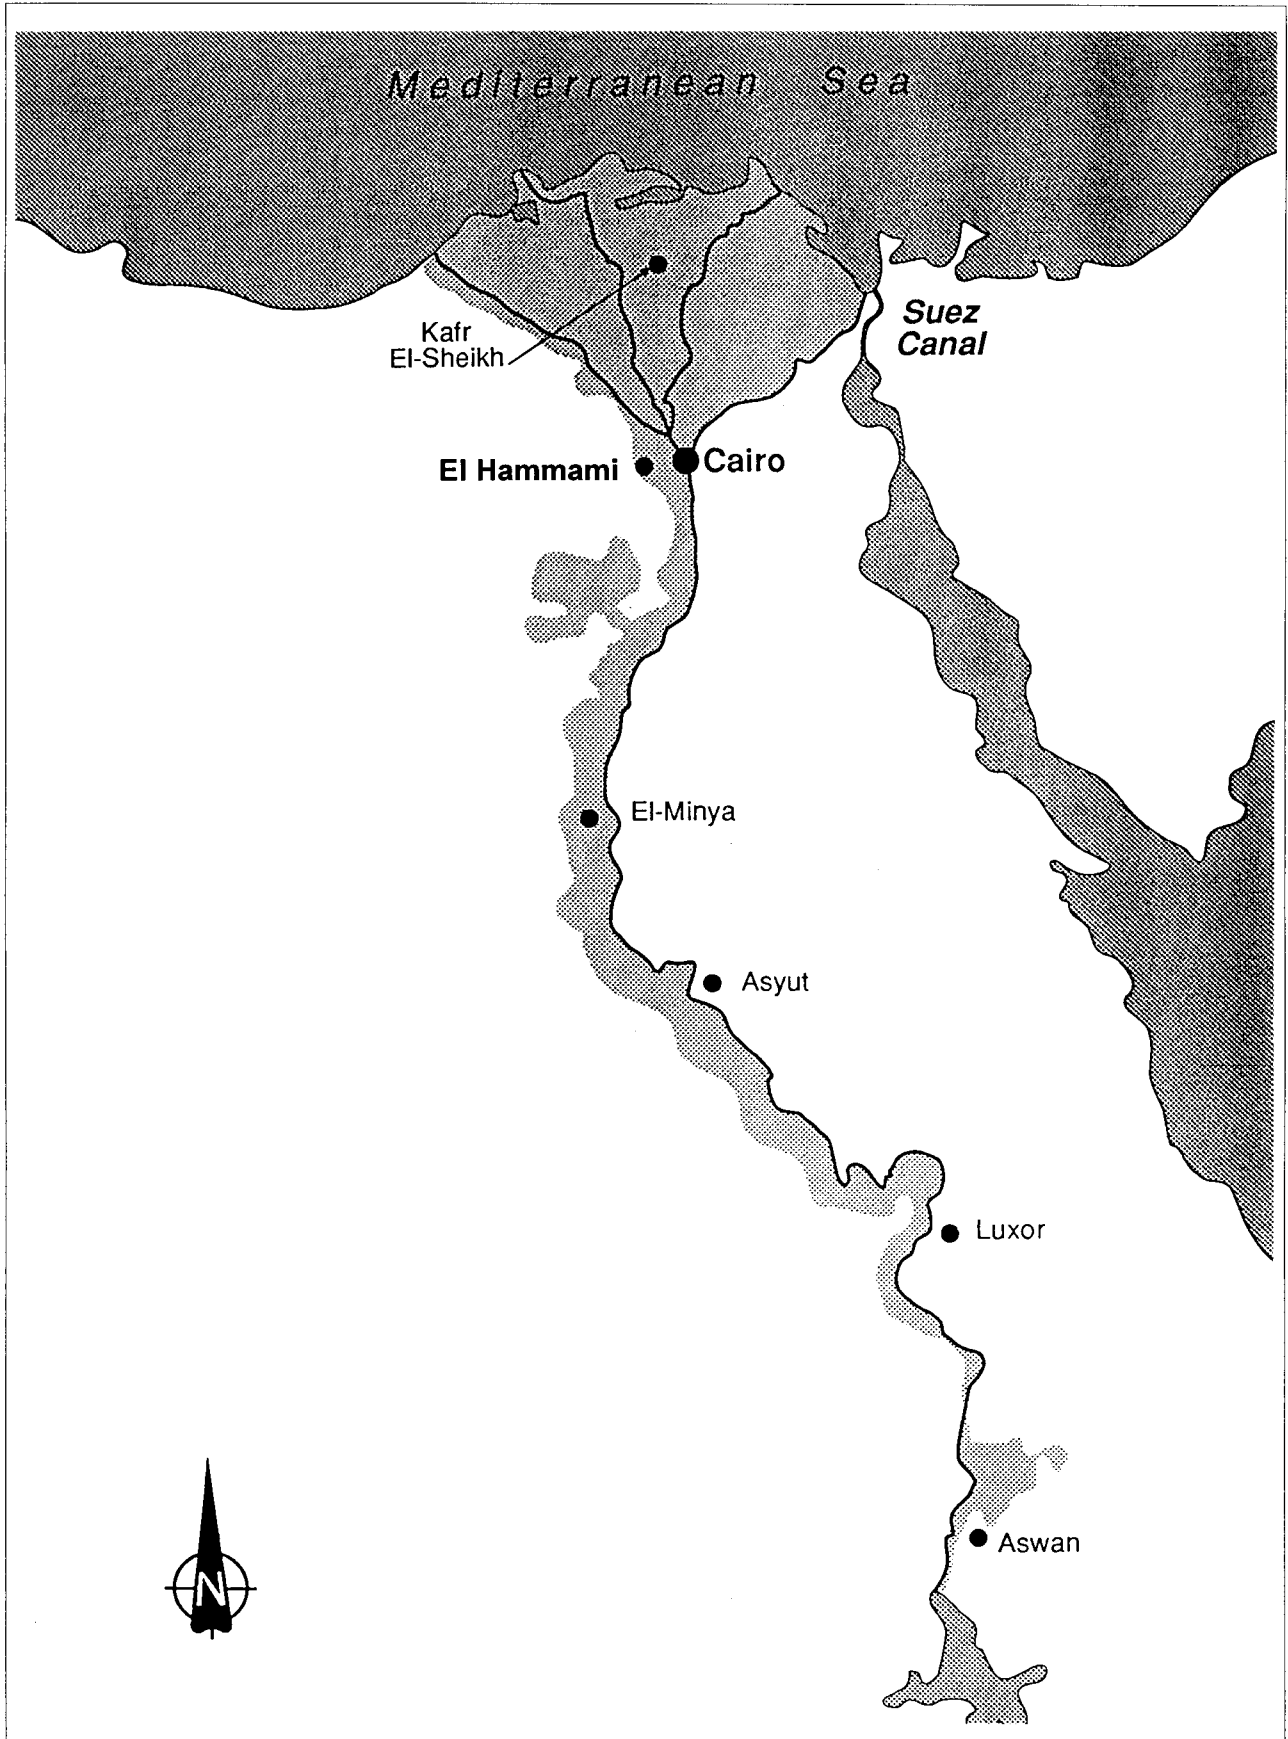 Mediterranean Sea
Suez
Canal
Kafr
El-Sheikh
El Hammami
Cairo
El-Minya
Asyut
Luxor
Aswan
N